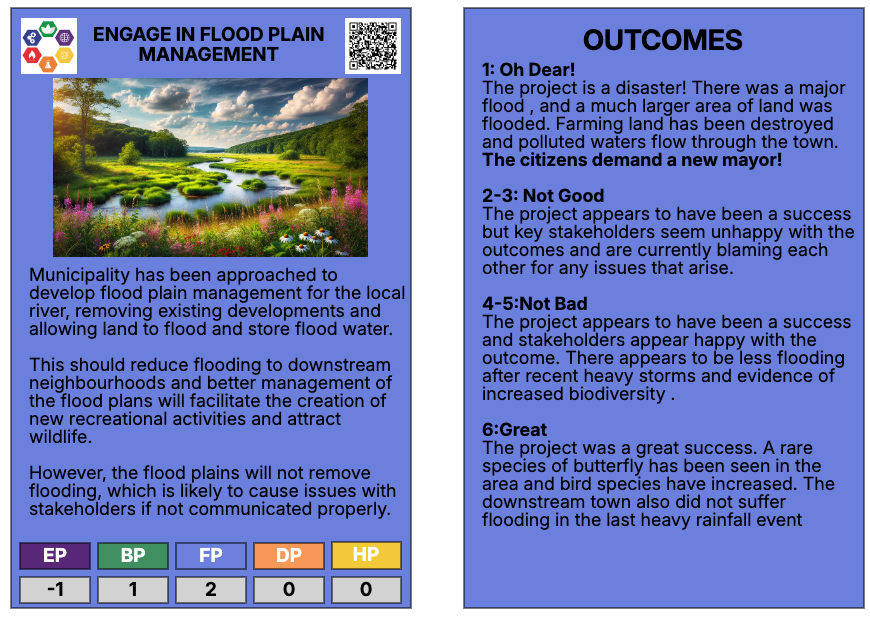 ENGAGE IN FLOOD PLAIN
MANAGEMENT
Municipality has been approached to
develop flood plain management for the local
river, removing existing developments and
allowing land to flood and store flood water.
This should reduce flooding to downstream
neighbourhoods and better management of
the flood plans will facilitate the creation of
new recreational activities and attract
wildlife.
However, the flood plains will not remove
flooding, which is likely to cause issues with
stakeholders if not communicated properly.
EP BP FP DP HP
-1 1 2 0 0
OUTCOMES
1: Oh Dear!
The project is a disaster! There was a major
flood , and a much larger area of land was
flooded. Farming land has been destroyed
and polluted waters flow through the town.
The citizens demand a new mayor!
2-3: Not Good
The project appears to have been a success
but key stakeholders seem unhappy with the
outcomes and are currently blaming each
other for any issues that arise.
4-5:Not Bad
The project appears to have been a success
and stakeholders appear happy with the
outcome. There appears to be less flooding
after recent heavy storms and evidence of
increased biodiversity .
6:Great
The project was a great success. A rare
species of butterfly has been seen in the
area and bird species have increased. The
downstream town also did not suffer
flooding in the last heavy rainfall event